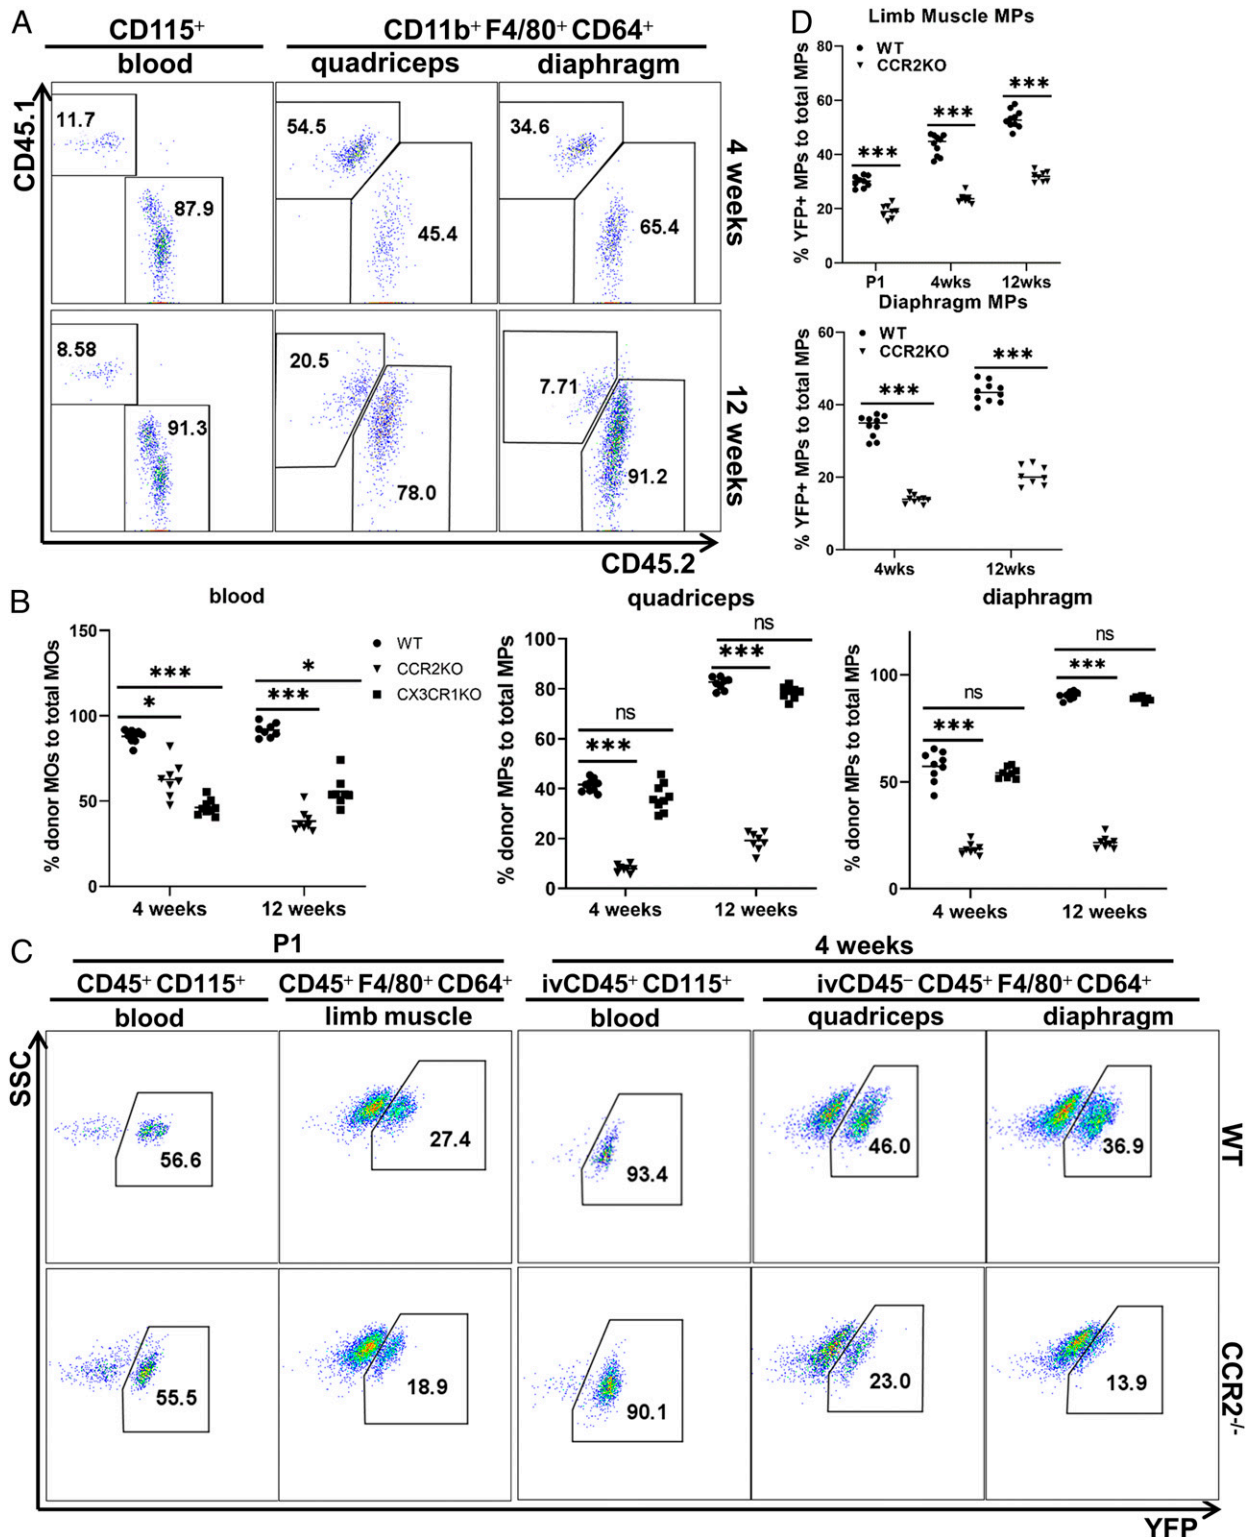 A
CD115⁺
CD11b⁺ F4/80⁺ CD64⁺
blood
quadriceps
diaphragm
CD45.1
11.7
87.9
54.5
45.4
34.6
65.4
4 weeks
8.58
91.3
20.5
78.0
7.71
91.2
12 weeks
CD45.2
D
Limb Muscle MPs
% YFP+ MPs to total MPs
80
60
40
20
0
WT
CCR2KO
***
***
***
P1
4wks
12wks
Diaphragm MPs
% YFP+ MPs to total MPs
60
40
20
0
WT
CCR2KO
***
***
4wks
12wks
B
blood
% donor MOs to total MOs
150
100
50
0
***
*
*
***
WT
CCR2KO
CX3CR1KO
4 weeks
12 weeks
quadriceps
% donor MPs to total MPs
100
80
60
40
20
0
ns
***
ns
***
4 weeks
12 weeks
diaphragm
% donor MPs to total MPs
100
50
0
ns
***
ns
***
4 weeks
12 weeks
C
P1
4 weeks
CD45⁺ CD115⁺
CD45⁺ F4/80⁺ CD64⁺
ivCD45⁺ CD115⁺
ivCD45⁻ CD45⁺ F4/80⁺ CD64⁺
blood
limb muscle
blood
quadriceps
diaphragm
SSC
56.6
27.4
93.4
46.0
36.9
WT
55.5
18.9
90.1
23.0
13.9
CCR2⁻/⁻
YFP